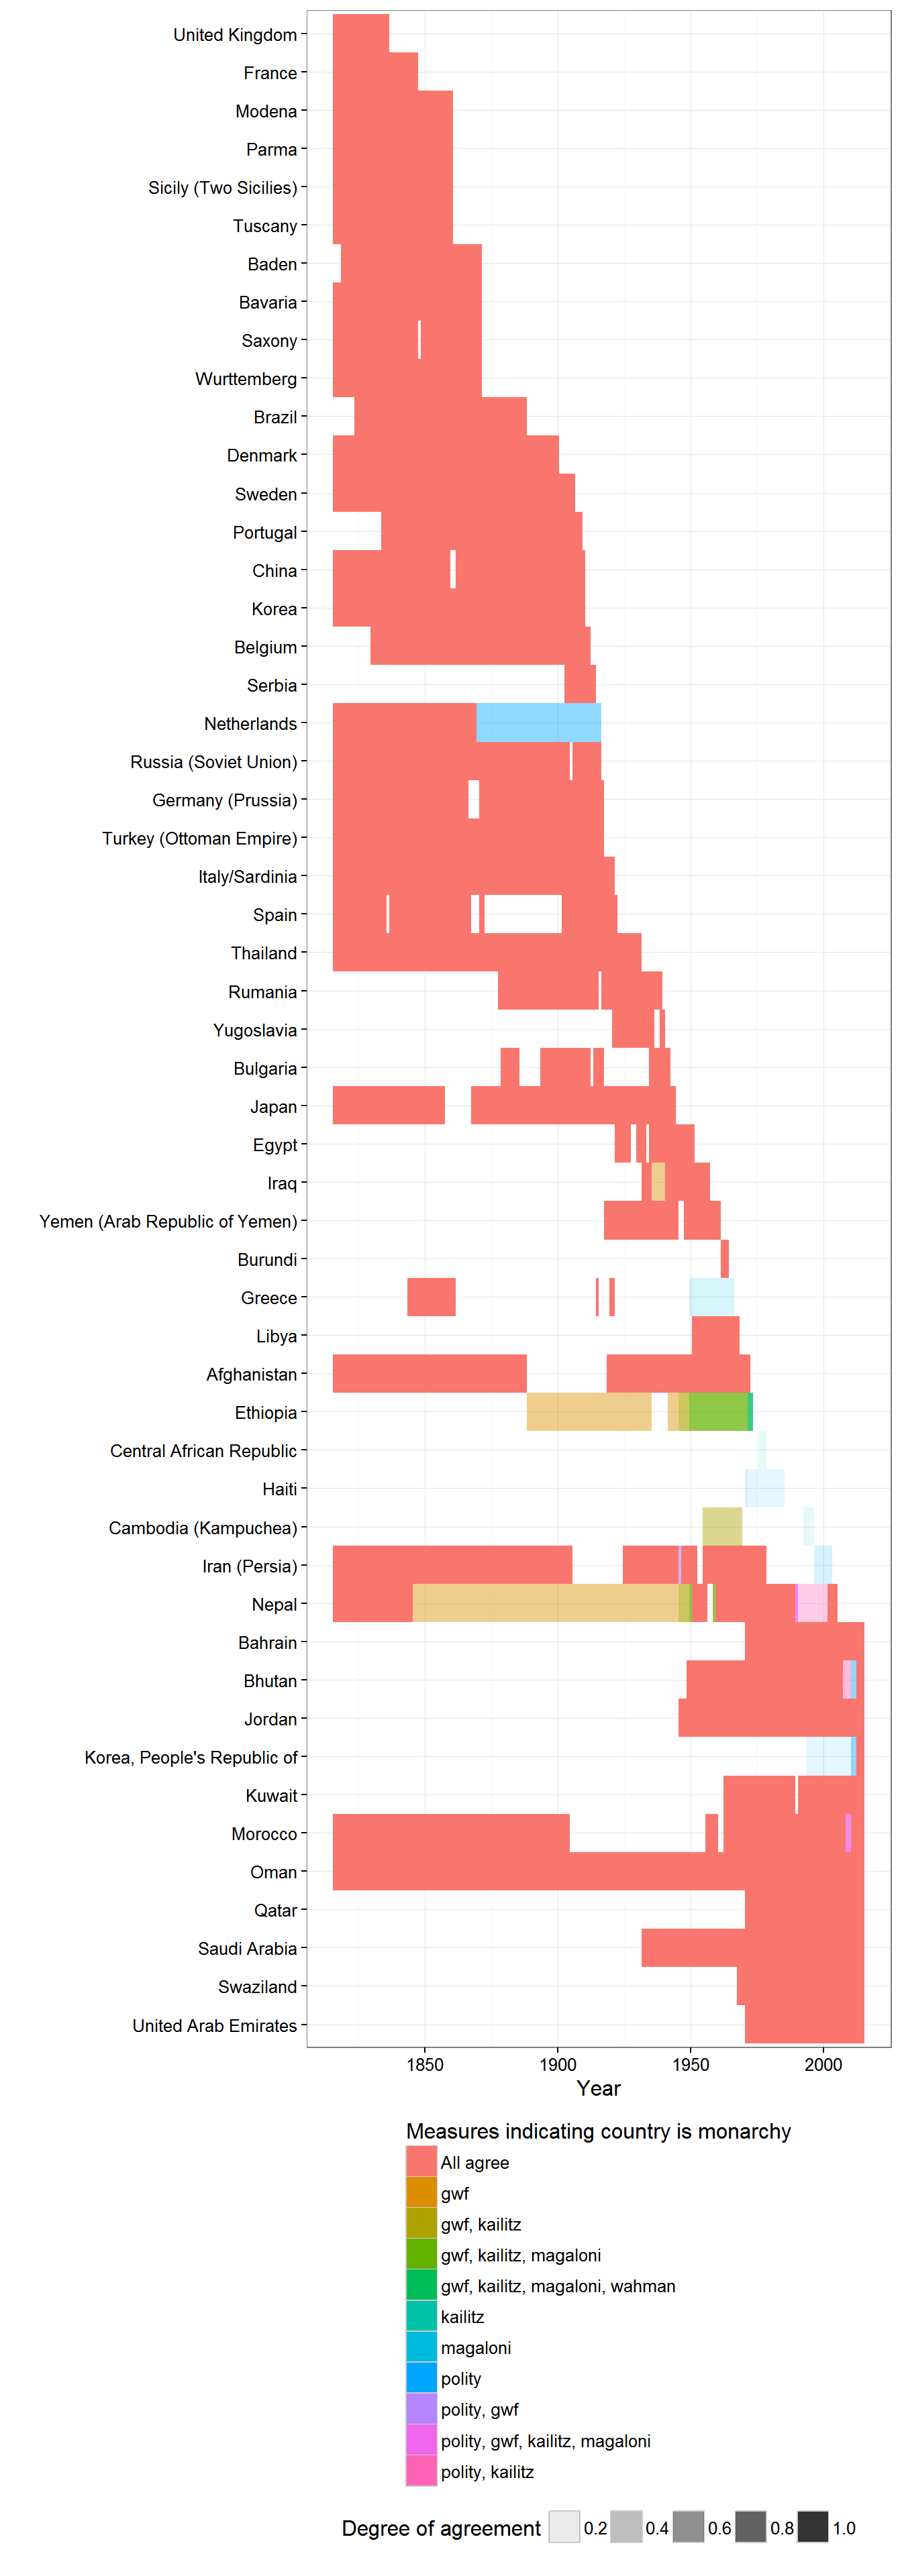 United Kingdom
France
Modena
Parma
Sicily (Two Sicilies)
Tuscany
Baden
Bavaria
Saxony
Wurttemberg
Brazil
Denmark
Sweden
Portugal
China
Korea
Belgium
Serbia
Netherlands
Russia (Soviet Union)
Germany (Prussia)
Turkey (Ottoman Empire)
Italy/Sardinia
Spain
Thailand
Rumania
Yugoslavia
Bulgaria
Japan
Egypt
Iraq
Yemen (Arab Republic of Yemen)
Burundi
Greece
Libya
Afghanistan
Ethiopia
Central African Republic
Haiti
Cambodia (Kampuchea)
Iran (Persia)
Nepal
Bahrain
Bhutan
Jordan
Korea, People's Republic of
Kuwait
Morocco
Oman
Qatar
Saudi Arabia
Swaziland
United Arab Emirates
1850 1900 1950 2000
Year
Measures indicating country is monarchy
All agree
gwf
gwf, kailitz
gwf, kailitz, magaloni
gwf, kailitz, magaloni, wahman
kailitz
magaloni
polity
polity, gwf
polity, gwf, kailitz, magaloni
polity, kailitz
Degree of agreement 0.2 0.4 0.6 0.8 1.0